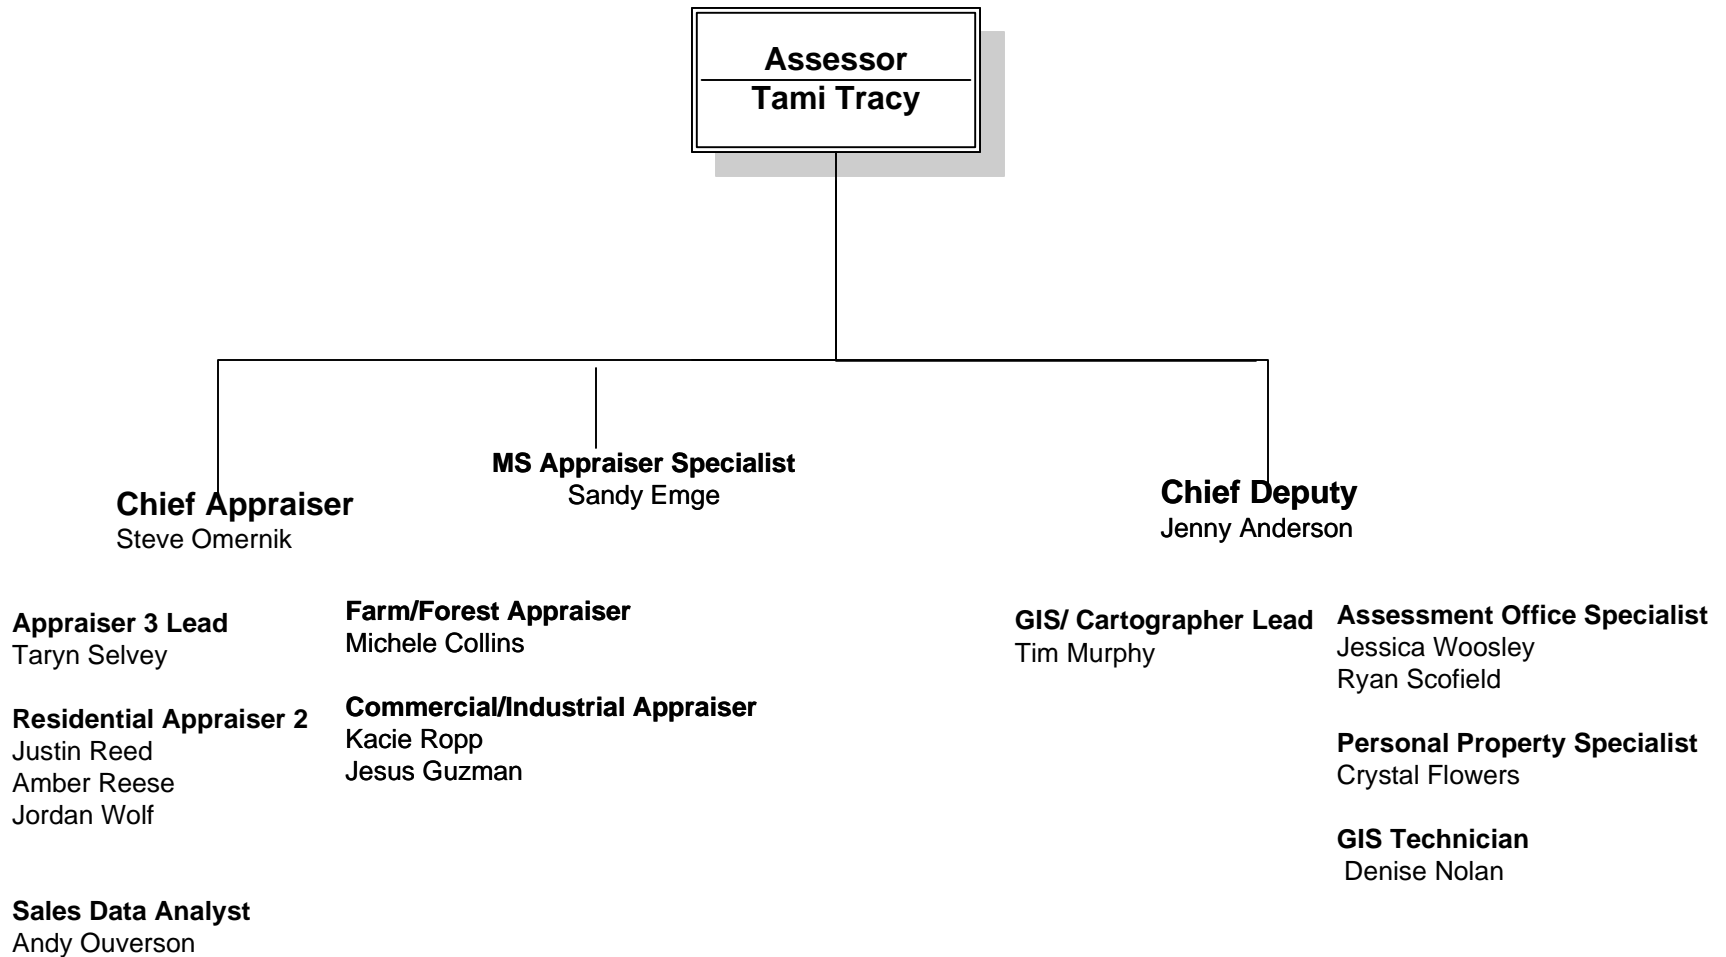 Assessor
Tami Tracy
MS Appraiser Specialist
Sandy Emge
Chief Appraiser
Steve Omernik
Chief Deputy
Jenny Anderson
Appraiser 3 Lead
Taryn Selvey
Residential Appraiser 2
Justin Reed
Amber Reese
Jordan Wolf
Sales Data Analyst
Andy Ouverson
Farm/Forest Appraiser
Michele Collins
Commercial/Industrial Appraiser
Kacie Ropp
Jesus Guzman
GIS/ Cartographer Lead
Tim Murphy
Assessment Office Specialist
Jessica Woosley
Ryan Scofield
Personal Property Specialist
Crystal Flowers
GIS Technician
Denise Nolan